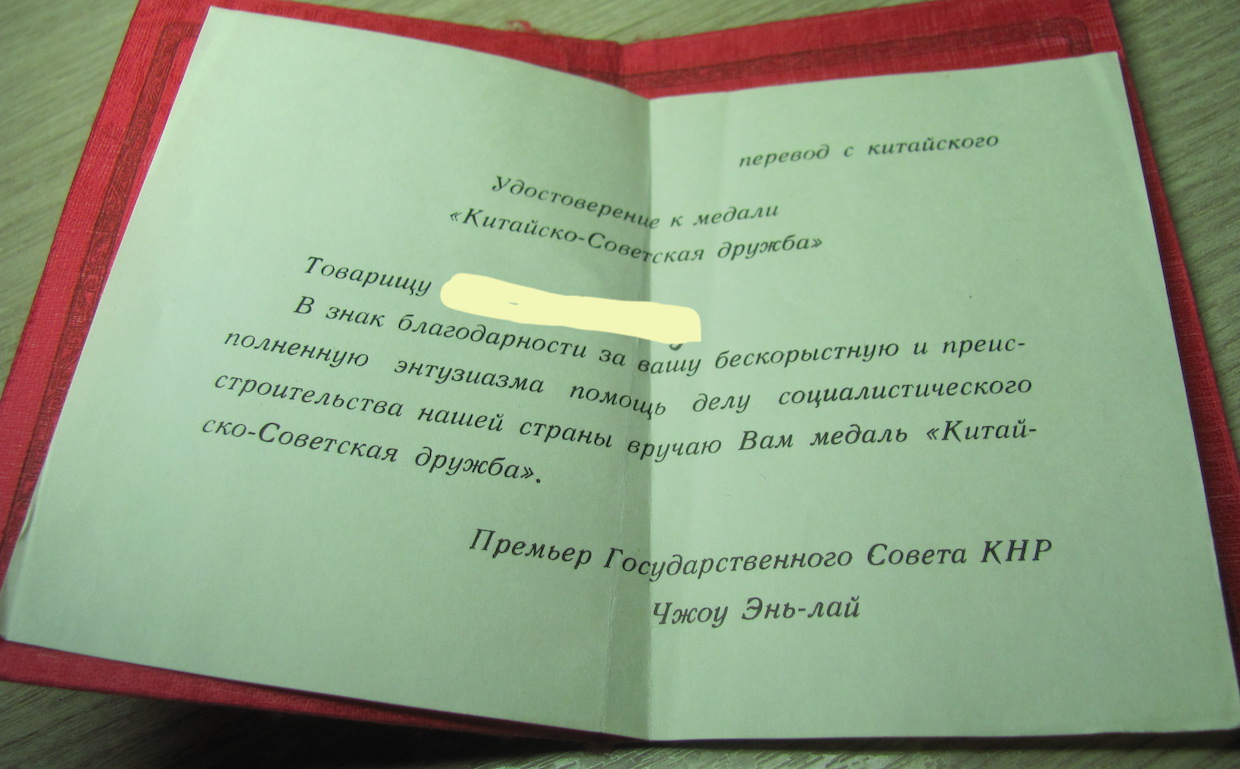 перевод с китайского
Удостоверение к медали
«Китайско-Советская дружба»
Товарищу
В знак благодарности за вашу бескорыстную и преис-
полненную энтузиазма помощь делу социалистического
строительства нашей страны вручаю Вам медаль «Китай-
ско-Советская дружба».
Премьер Государственного Совета КНР
Чжоу Энь-лай